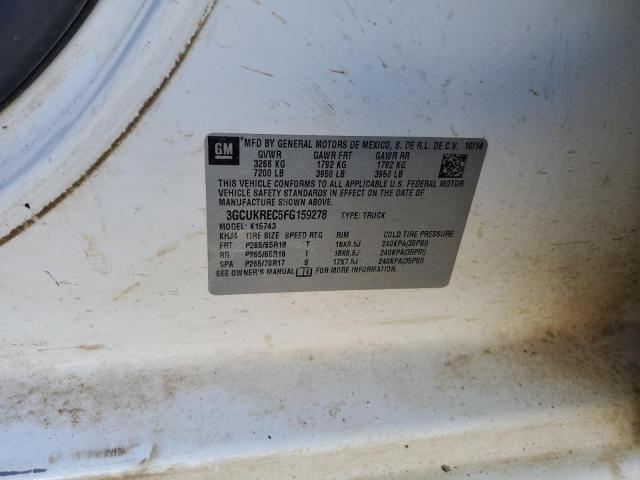 GM MFD BY GENERAL MOTORS DE MEXICO, S. DE R.L. DE C.V. 10/14
GVWR GAWR FRT GAWR RR
3266 KG 1792 KG 1792 KG
7200 LB 3950 LB 3950 LB
THIS VEHICLE CONFORMS TO ALL APPLICABLE U.S. FEDERAL MOTOR
VEHICLE SAFETY STANDARDS IN EFFECT ON THE DATE OF
MANUFACTURE SHOWN ABOVE.
3GCUKREC5FG159278 TYPE: TRUCK
MODEL: K15743
KHJ4 TIRE SIZE SPEED RTG RIM COLD TIRE PRESSURE
FRT P265/65R18 T 18X8.5J 240KPA(35PSI)
RR P265/65R18 T 18X8.5J 240KPA(35PSI)
SPA P265/70R17 S 17X7.5J 240KPA(35PSI)
SEE OWNER'S MANUAL FOR MORE INFORMATION.